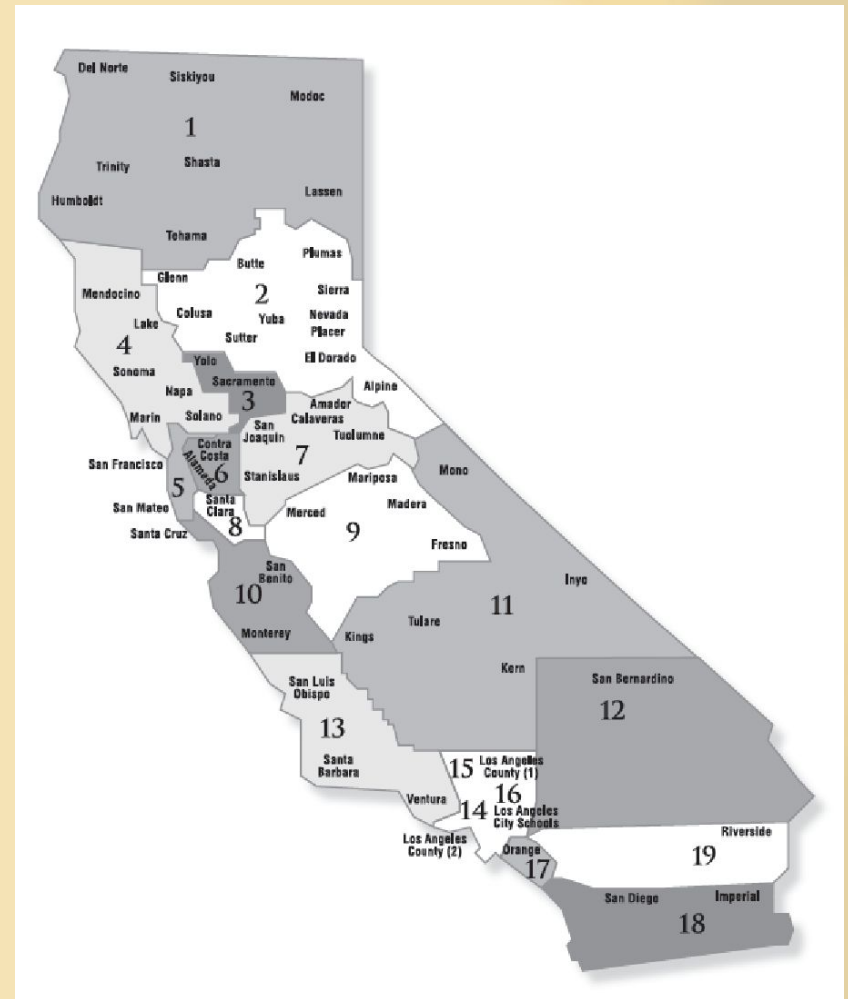 Del Norte
Siskiyou
Modoc
1
Trinity
Shasta
Lassen
Humboldt
Tehama
Plumas
Butte
Glenn
Mendocino
2
Sierra
Colusa
Yuba
Nevada
Lake
Placer
Sutter
4
El Dorado
Yolo
Sonoma
Sacramento
Alpine
Napa
3
Amador
Marin
Solano
Calaveras
San
Joaquin
Tuolumne
Contra
Costa
7
San Francisco
Alameda
6
Mono
5
Stanislaus
Mariposa
Santa
Clara
San Mateo
Merced
Madera
8
Santa Cruz
9
Fresno
San
Benito
Inyo
10
11
Tulare
Monterey
Kings
Kern
San Bernardino
San Luis
Obispo
12
13
Santa
Barbara
15
Los Angeles
County (1)
16
Ventura
14
Los Angeles
City Schools
Los Angeles
County (2)
Orange
Riverside
17
19
San Diego
Imperial
18